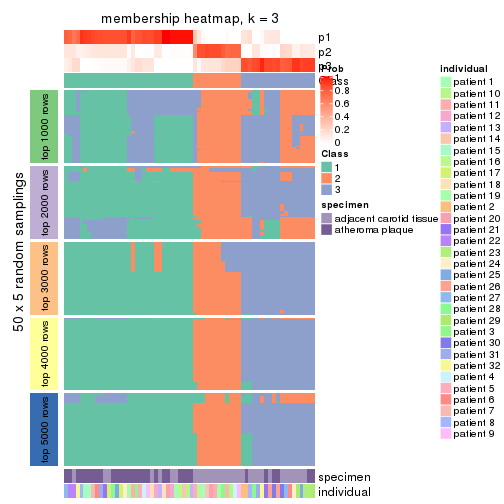 membership heatmap, k = 3
p1
p2
p3
Prob
1
0.8
0.6
0.4
0.2
0
Class
Class
1
2
3
specimen
adjacent carotid tissue
atheroma plaque
individual
patient 1
patient 10
patient 11
patient 12
patient 13
patient 14
patient 15
patient 16
patient 17
patient 18
patient 19
patient 2
patient 20
patient 21
patient 22
patient 23
patient 24
patient 25
patient 26
patient 27
patient 28
patient 29
patient 3
patient 30
patient 31
patient 32
patient 4
patient 5
patient 6
patient 7
patient 8
patient 9
50 x 5 random samplings
top 1000 rows
top 2000 rows
top 3000 rows
top 4000 rows
top 5000 rows
specimen
individual